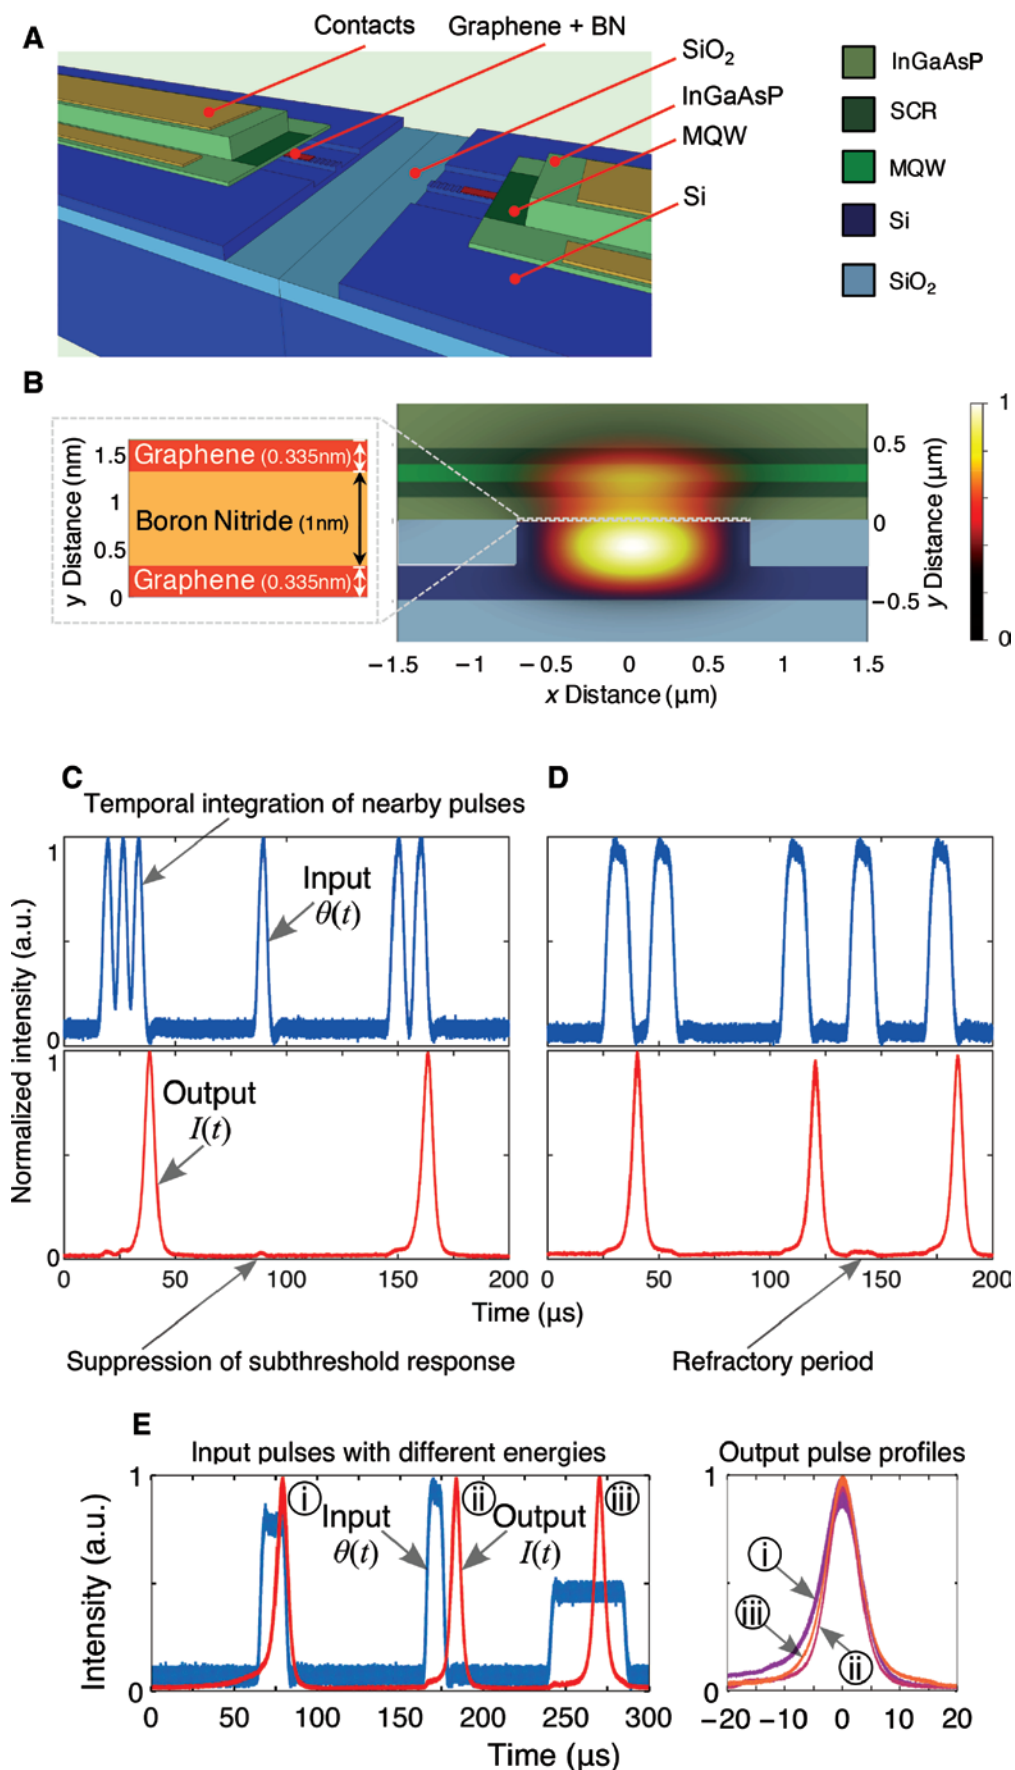 A
Contacts
Graphene + BN
SiO2
InGaAsP
MQW
Si
InGaAsP
SCR
MQW
Si
SiO2
B
y Distance (nm)
1.5
1
0.5
0
Graphene (0.335nm)
Boron Nitride (1nm)
Graphene (0.335nm)
0.5
0
−0.5
y Distance (µm)
1
0
−1.5 −1 −0.5 0 0.5 1 1.5
x Distance (µm)
C
D
Temporal integration of nearby pulses
Normalized intensity (a.u.)
1
Input
θ(t)
0
1
Output
I(t)
0
0 50 100 150 200
0 50 100 150 200
Time (µs)
Suppression of subthreshold response
Refractory period
E
Input pulses with different energies
Output pulse profiles
Intensity (a.u.)
1
0
i
ii
iii
Input
θ(t)
Output
I(t)
0 50 100 150 200 250 300
Time (µs)
1
0
i
iii
ii
−20 −10 0 10 20